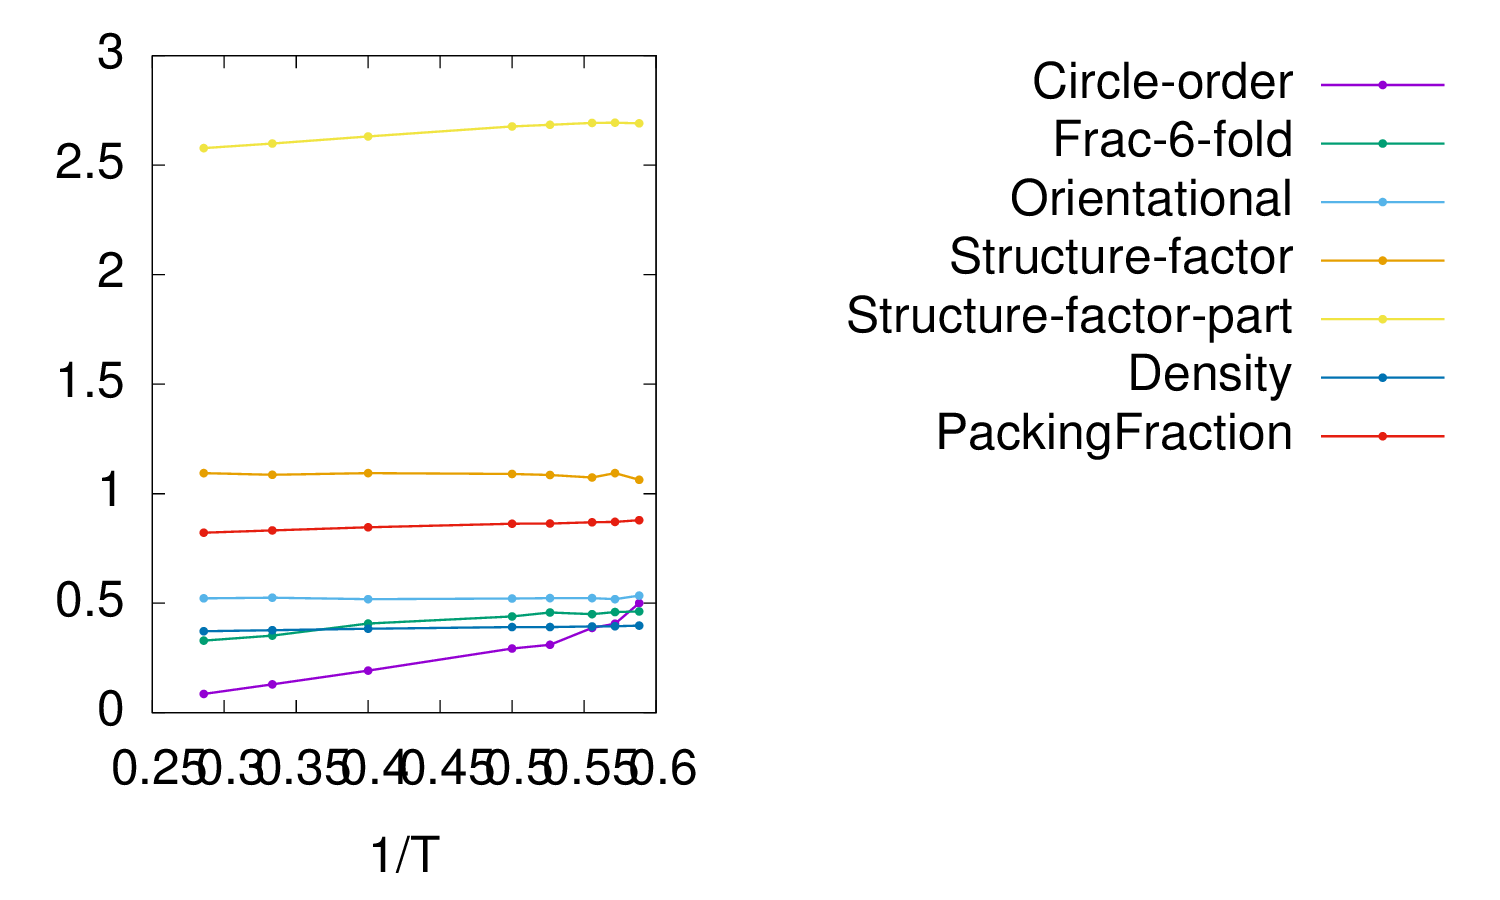 3
2.5
2
1.5
1
0.5
0
0.25 0.3 0.35 0.4 0.45 0.5 0.55 0.6
1/T
Circle-order
Frac-6-fold
Orientational
Structure-factor
Structure-factor-part
Density
PackingFraction